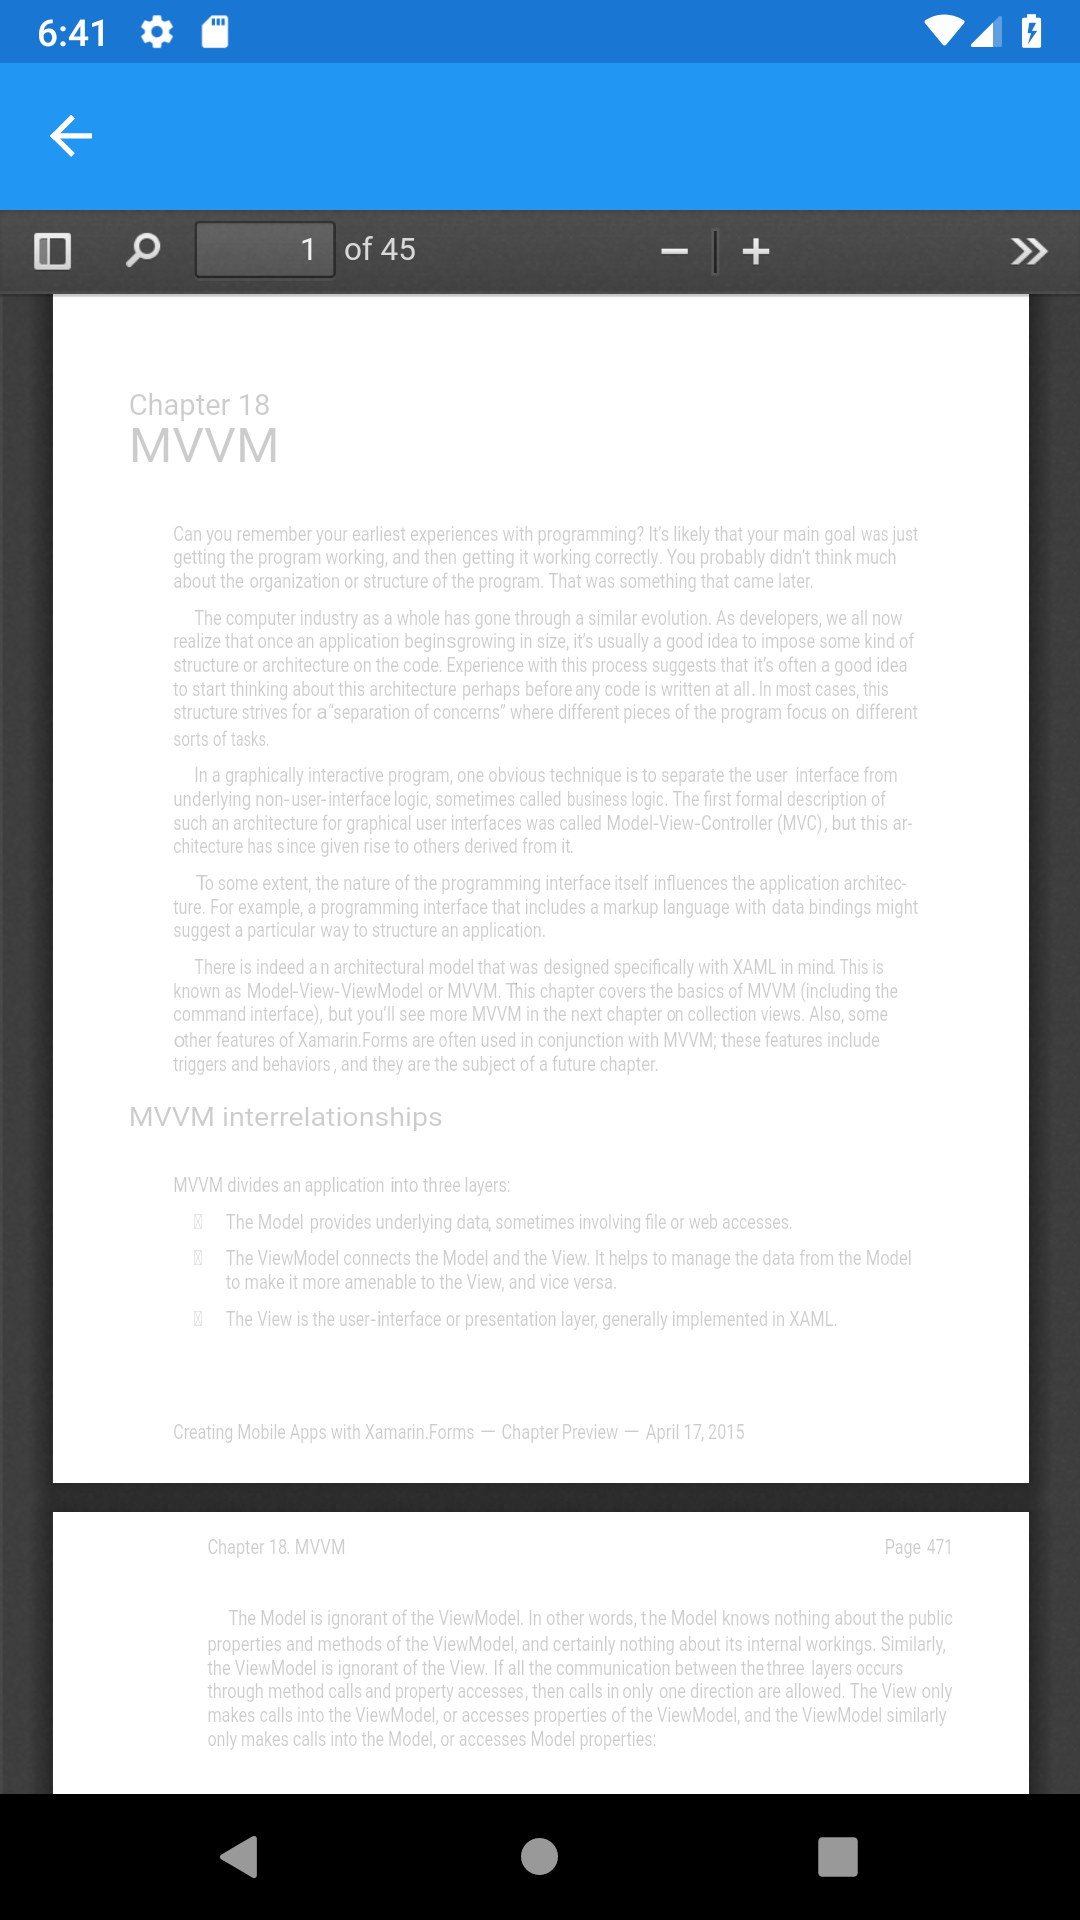 6:41
1 of 45
Chapter 18
MVVM
Can you remember your earliest experiences with programming? It's likely that your main goal was just
getting the program working, and then getting it working correctly. You probably didn't think much
about the organization or structure of the program. That was something that came later.
The computer industry as a whole has gone through a similar evolution. As developers, we all now
realize that once an application begins growing in size, it's usually a good idea to impose some kind of
structure or architecture on the code. Experience with this process suggests that it's often a good idea
to start thinking about this architecture perhaps before any code is written at all. In most cases, this
structure strives for a “separation of concerns” where different pieces of the program focus on different
sorts of tasks.
In a graphically interactive program, one obvious technique is to separate the user interface from
underlying non-user-interface logic, sometimes called business logic. The first formal description of
such an architecture for graphical user interfaces was called Model-View-Controller (MVC), but this ar-
chitecture has since given rise to others derived from it.
To some extent, the nature of the programming interface itself influences the application architec-
ture. For example, a programming interface that includes a markup language with data bindings might
suggest a particular way to structure an application.
There is indeed an architectural model that was designed specifically with XAML in mind. This is
known as Model-View-ViewModel or MVVM. This chapter covers the basics of MVVM (including the
command interface), but you'll see more MVVM in the next chapter on collection views. Also, some
other features of Xamarin.Forms are often used in conjunction with MVVM; these features include
triggers and behaviors, and they are the subject of a future chapter.
MVVM interrelationships
MVVM divides an application into three layers:
The Model provides underlying data, sometimes involving file or web accesses.
The ViewModel connects the Model and the View. It helps to manage the data from the Model
to make it more amenable to the View, and vice versa.
The View is the user-interface or presentation layer, generally implemented in XAML.
Creating Mobile Apps with Xamarin.Forms — Chapter Preview — April 17, 2015
Chapter 18. MVVM Page 471
The Model is ignorant of the ViewModel. In other words, the Model knows nothing about the public
properties and methods of the ViewModel, and certainly nothing about its internal workings. Similarly,
the ViewModel is ignorant of the View. If all the communication between the three layers occurs
through method calls and property accesses, then calls in only one direction are allowed. The View only
makes calls into the ViewModel, or accesses properties of the ViewModel, and the ViewModel similarly
only makes calls into the Model, or accesses Model properties: